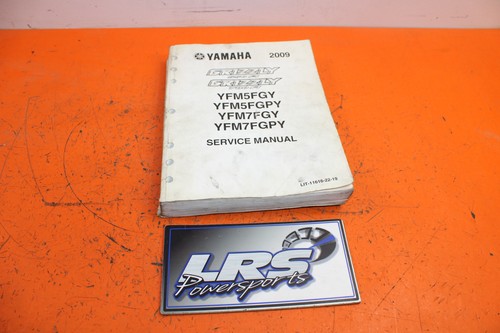 YAMAHA 2009
GRIZZLY
GRIZZLY
YFM5FGY
YFM5FGPY
YFM7FGY
YFM7FGPY
SERVICE MANUAL
LIT-11616-22-19
LRS
Powersports